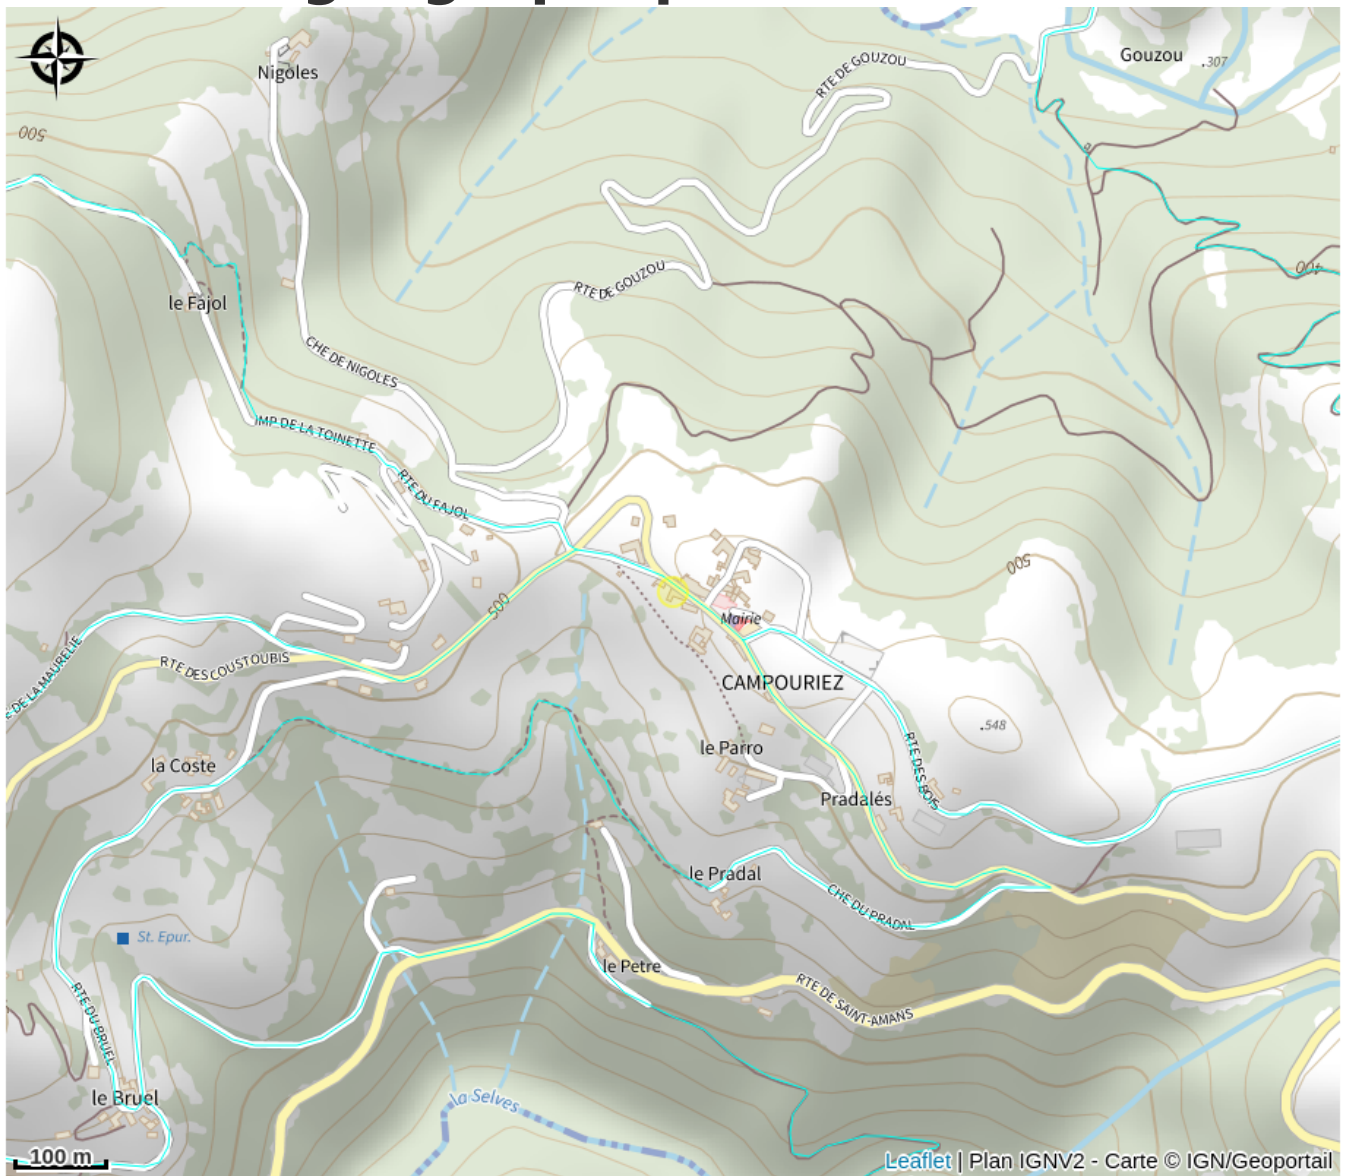 Nigoles
500
RTE DE GOUZOU
Gouzou
.307
RTE DE GOUZOU
400
le Fajol
CHE DE NIGOLES
IMP DE LA TOINETTE
RTE DU FAJOL
500
500
Mairie
E DE LA MAURELIE
RTE DES COUSTOUBIS
CAMPOURIEZ
.548
le Parro
la Coste
RTE DES BOIS
Pradalés
le Pradal
CHE DU PRADAL
St. Epur.
le Petre
RTE DU BRUEL
RTE DE SAINT-AMANS
le Bruel
la Selves
100 m
Leaflet | Plan IGNV2 - Carte © IGN/Geoportail